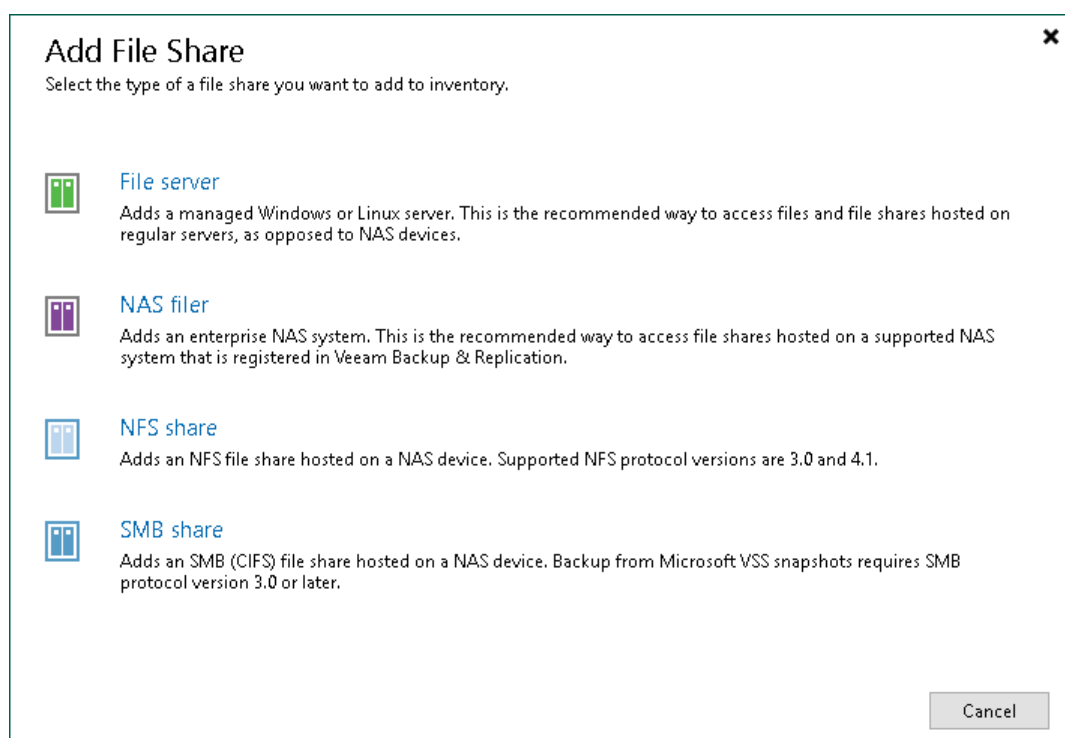 Add File Share
Select the type of a file share you want to add to inventory.
File server
Adds a managed Windows or Linux server. This is the recommended way to access files and file shares hosted on
regular servers, as opposed to NAS devices.
NAS filer
Adds an enterprise NAS system. This is the recommended way to access file shares hosted on a supported NAS
system that is registered in Veeam Backup & Replication.
NFS share
Adds an NFS file share hosted on a NAS device. Supported NFS protocol versions are 3.0 and 4.1.
SMB share
Adds an SMB (CIFS) file share hosted on a NAS device. Backup from Microsoft VSS snapshots requires SMB
protocol version 3.0 or later.
Cancel